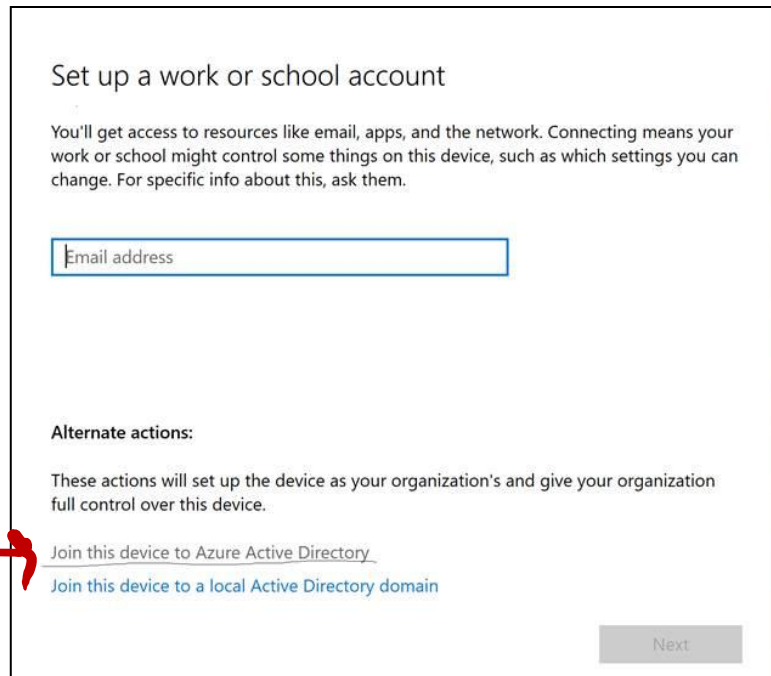 Set up a work or school account
You'll get access to resources like email, apps, and the network. Connecting means your
work or school might control some things on this device, such as which settings you can
change. For specific info about this, ask them.
Email address
Alternate actions:
These actions will set up the device as your organization's and give your organization
full control over this device.
Join this device to Azure Active Directory
Join this device to a local Active Directory domain
Next